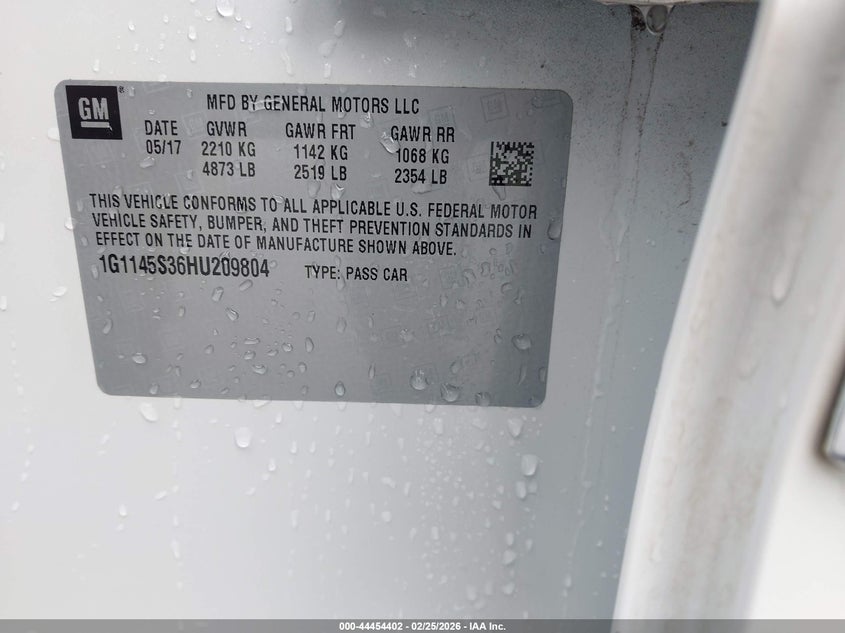 GM
MFD BY GENERAL MOTORS LLC
DATE GVWR GAWR FRT GAWR RR
05/17 2210 KG 1142 KG 1068 KG
4873 LB 2519 LB 2354 LB
THIS VEHICLE CONFORMS TO ALL APPLICABLE U.S. FEDERAL MOTOR
VEHICLE SAFETY, BUMPER, AND THEFT PREVENTION STANDARDS IN
EFFECT ON THE DATE OF MANUFACTURE SHOWN ABOVE.
1G1145S36HU209804 TYPE: PASS CAR
000-44454402 - 02/25/2026 - IAA Inc.